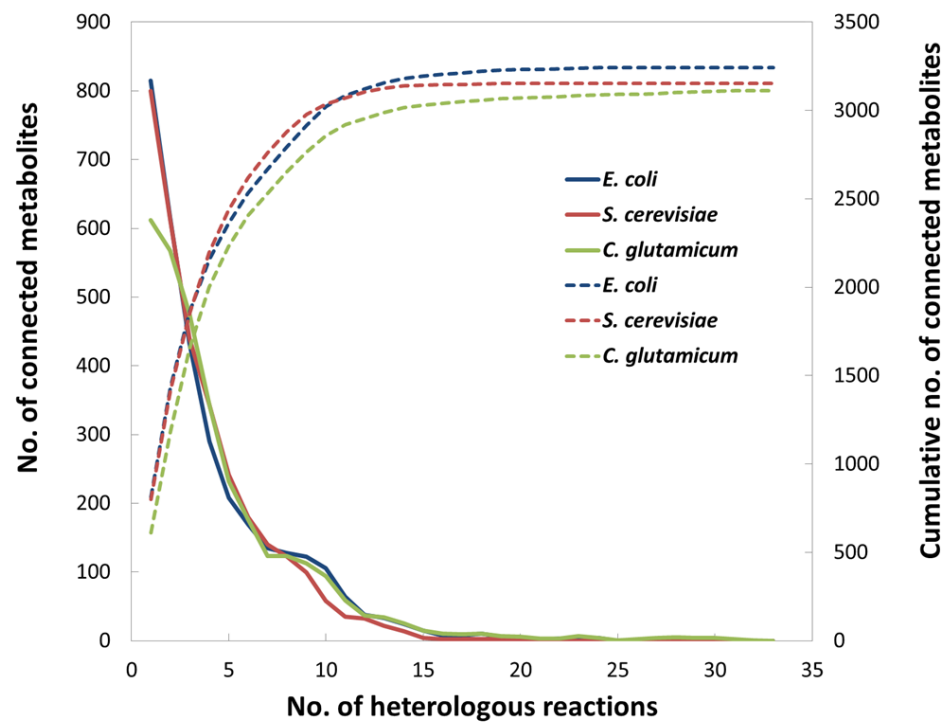 900
800
700
600
500
400
300
200
100
0
No. of connected metabolites
3500
3000
2500
2000
1500
1000
500
0
Cumulative no. of connected metabolites
E. coli
S. cerevisiae
C. glutamicum
E. coli
S. cerevisiae
C. glutamicum
0 5 10 15 20 25 30 35
No. of heterologous reactions